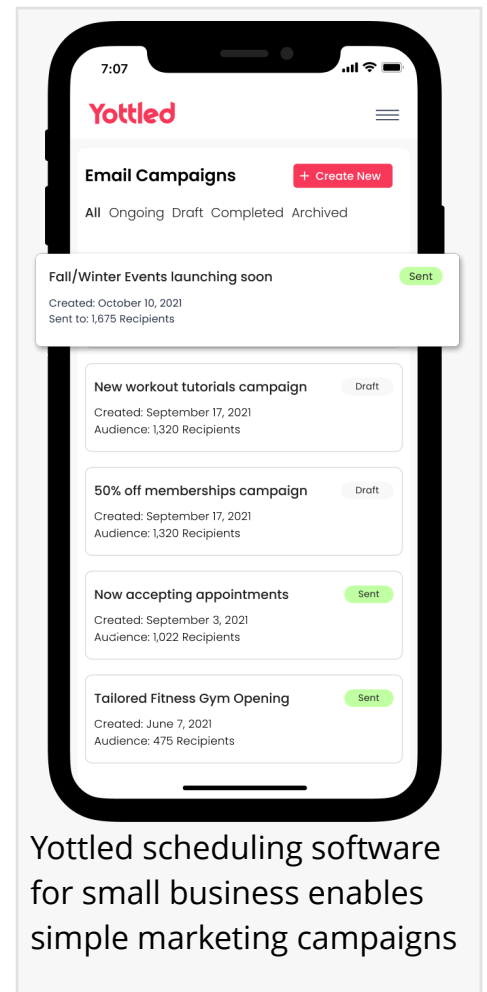 7:07
Yottled
Email Campaigns
+ Create New
All Ongoing Draft Completed Archived
Fall/Winter Events launching soon
Sent
Created: October 10, 2021
Sent to: 1,675 Recipients
New workout tutorials campaign
Draft
Created: September 17, 2021
Audience: 1,320 Recipients
50% off memberships campaign
Draft
Created: September 17, 2021
Audience: 1,320 Recipients
Now accepting appointments
Sent
Created: September 3, 2021
Audience: 1,022 Recipients
Tailored Fitness Gym Opening
Sent
Created: June 7, 2021
Audience: 475 Recipients
Yottled scheduling software
for small business enables
simple marketing campaigns